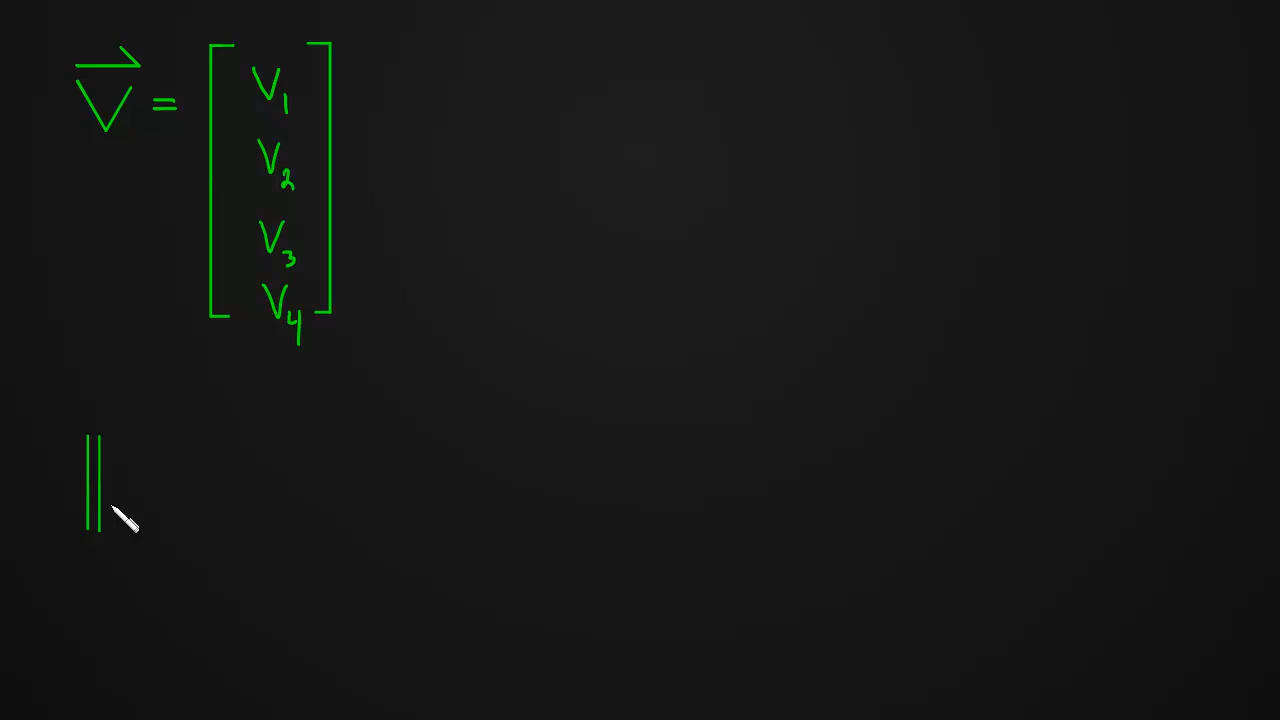 V⃗ = [ V₁
V₂
V₃
V₄ ]
||